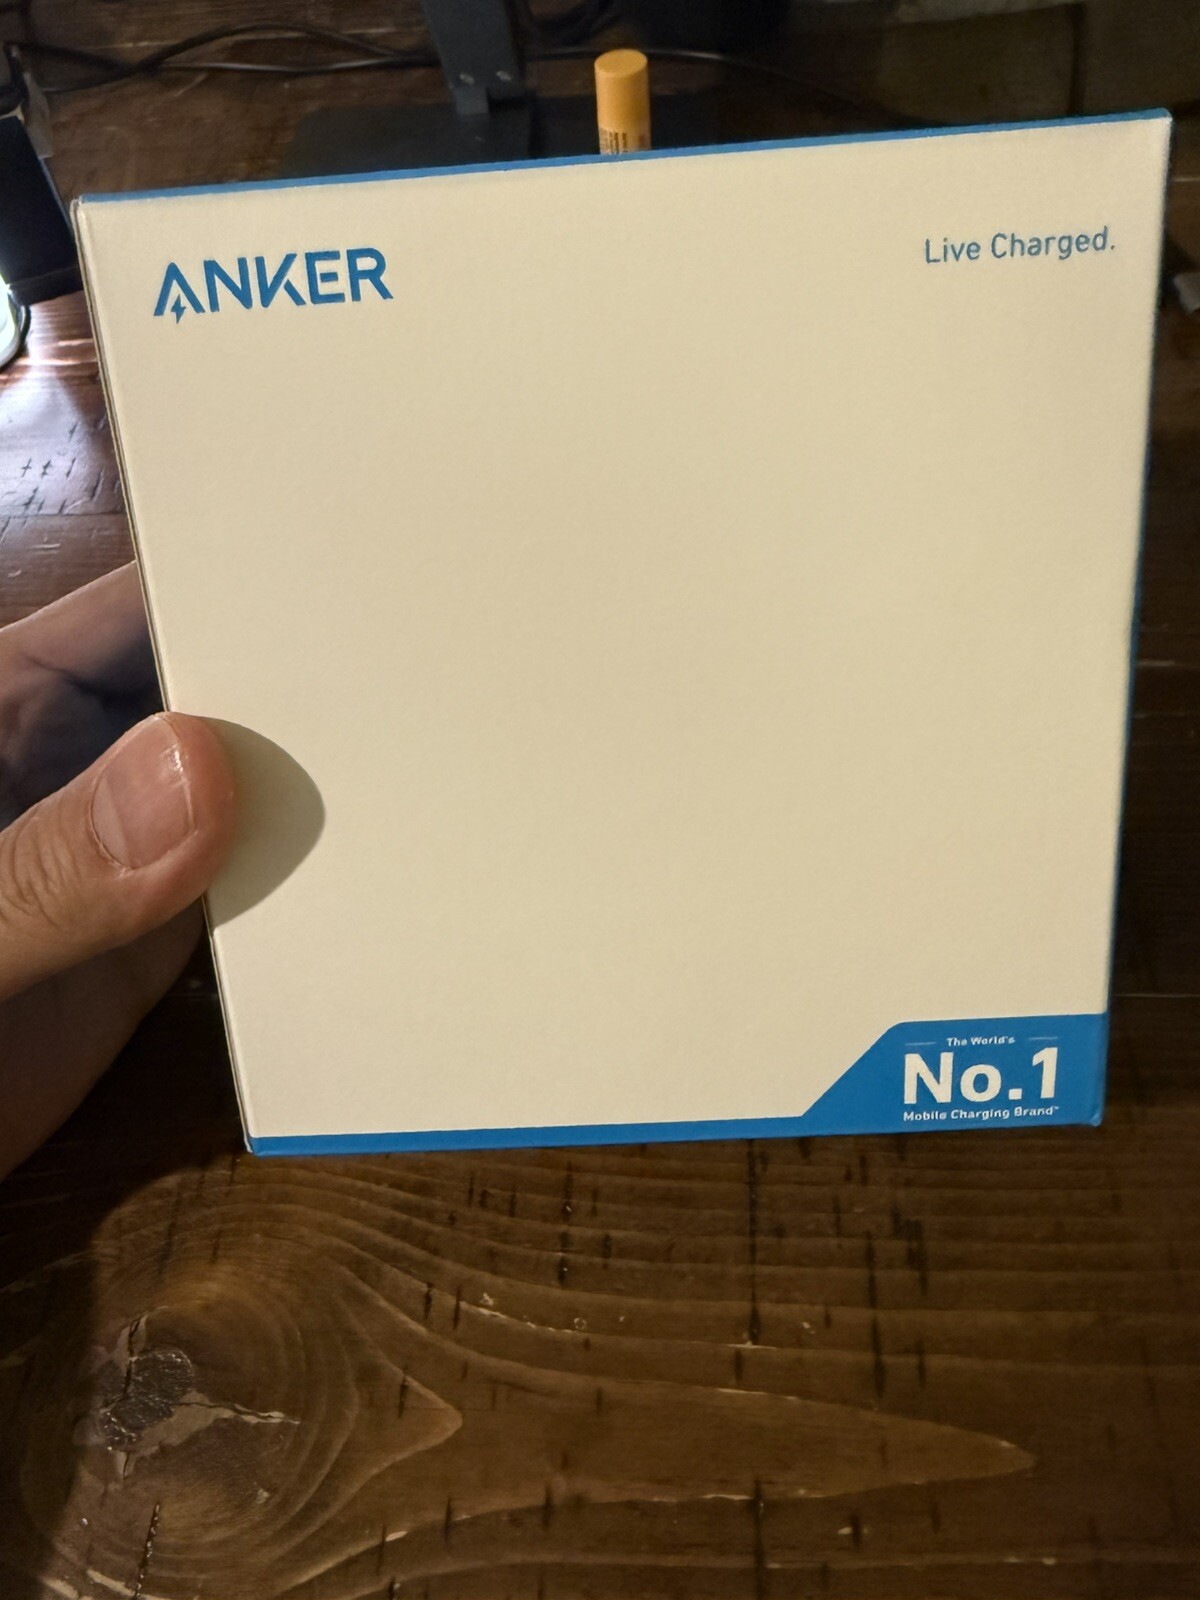 ANKER
Live Charged.
The World's
No.1
Mobile Charging Brand™